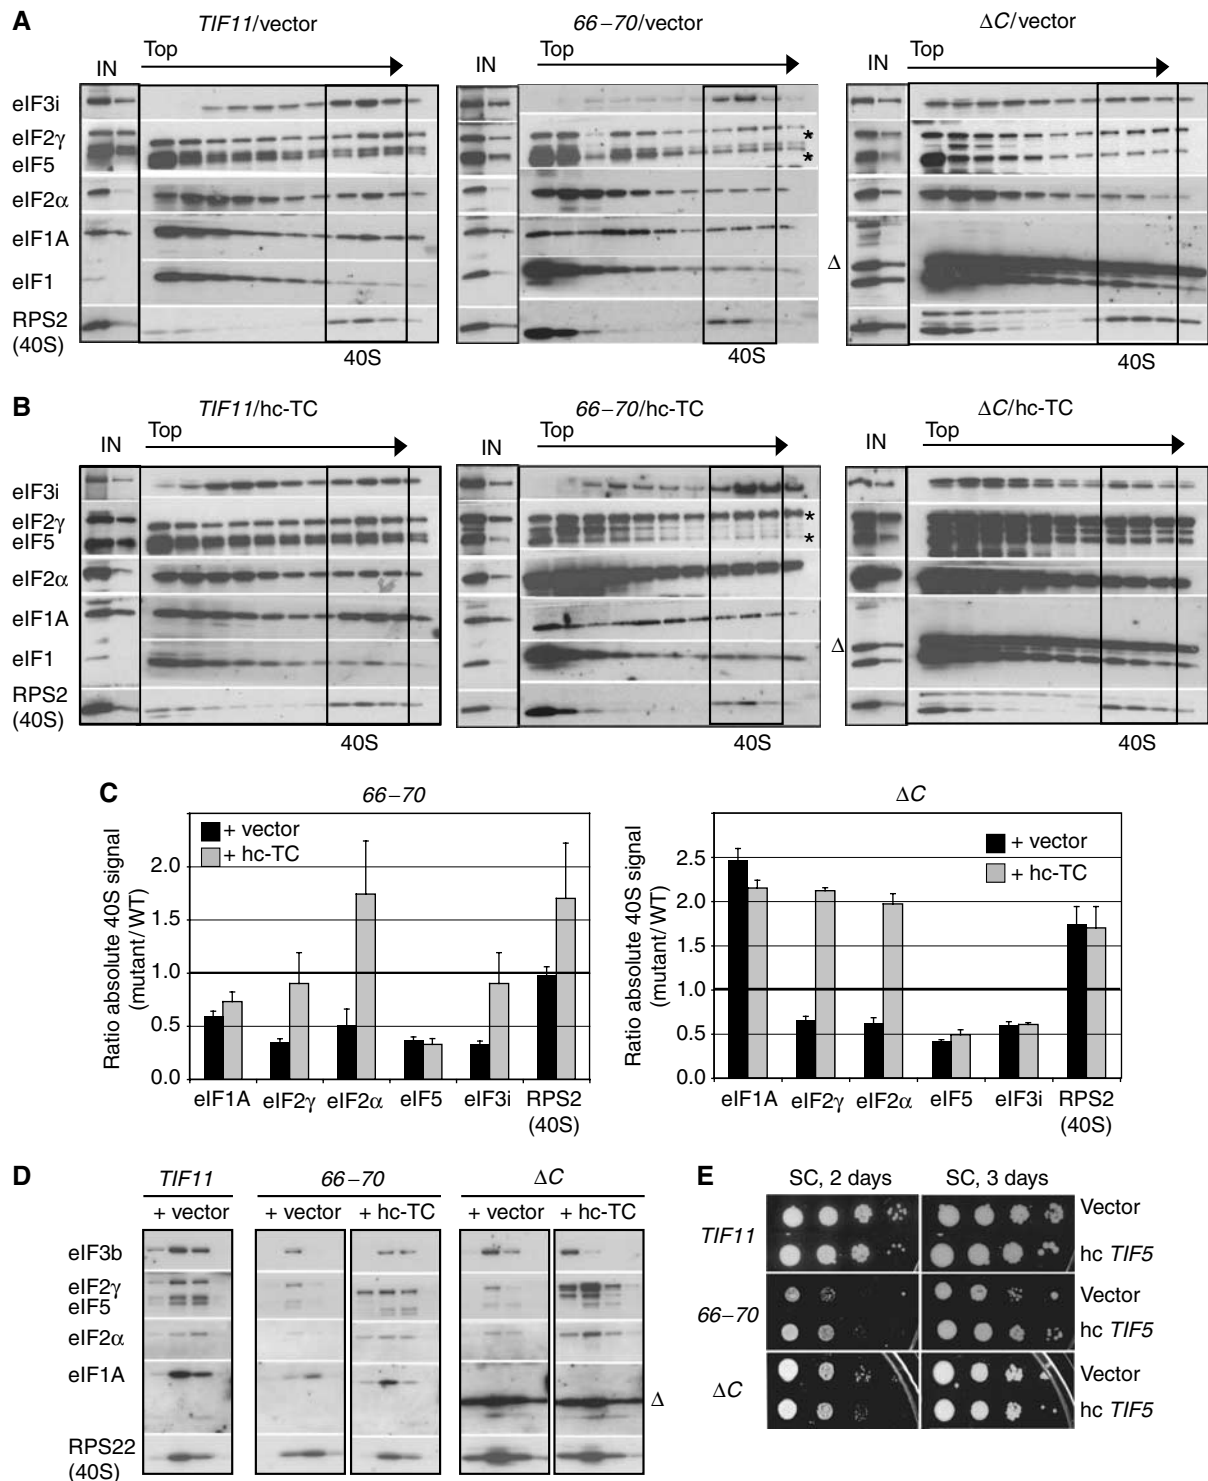 A
TIF11/vector
66–70/vector
ΔC/vector
IN
Top
IN
Top
IN
Top
eIF3i
eIF2γ
eIF5
eIF2α
eIF1A
eIF1
RPS2
(40S)
*
*
Δ
40S
40S
40S
B
TIF11/hc-TC
66–70/hc-TC
ΔC/hc-TC
IN
Top
IN
Top
IN
Top
eIF3i
eIF2γ
eIF5
eIF2α
eIF1A
eIF1
RPS2
(40S)
*
*
Δ
40S
40S
40S
C
66–70
Ratio absolute 40S signal
(mutant/WT)
+ vector
+ hc-TC
2.0
1.5
1.0
0.5
0.0
eIF1A eIF2γ eIF2α eIF5 eIF3i RPS2
(40S)
ΔC
Ratio absolute 40S signal
(mutant/WT)
+ vector
+ hc-TC
2.5
2.0
1.5
1.0
0.5
0.0
eIF1A eIF2γ eIF2α eIF5 eIF3i RPS2
(40S)
D
TIF11
66–70
ΔC
+ vector
+ vector
+ hc-TC
+ vector
+ hc-TC
eIF3b
eIF2γ
eIF5
eIF2α
eIF1A
Δ
RPS22
(40S)
E
SC, 2 days
SC, 3 days
TIF11
Vector
hc TIF5
66–70
Vector
hc TIF5
ΔC
Vector
hc TIF5